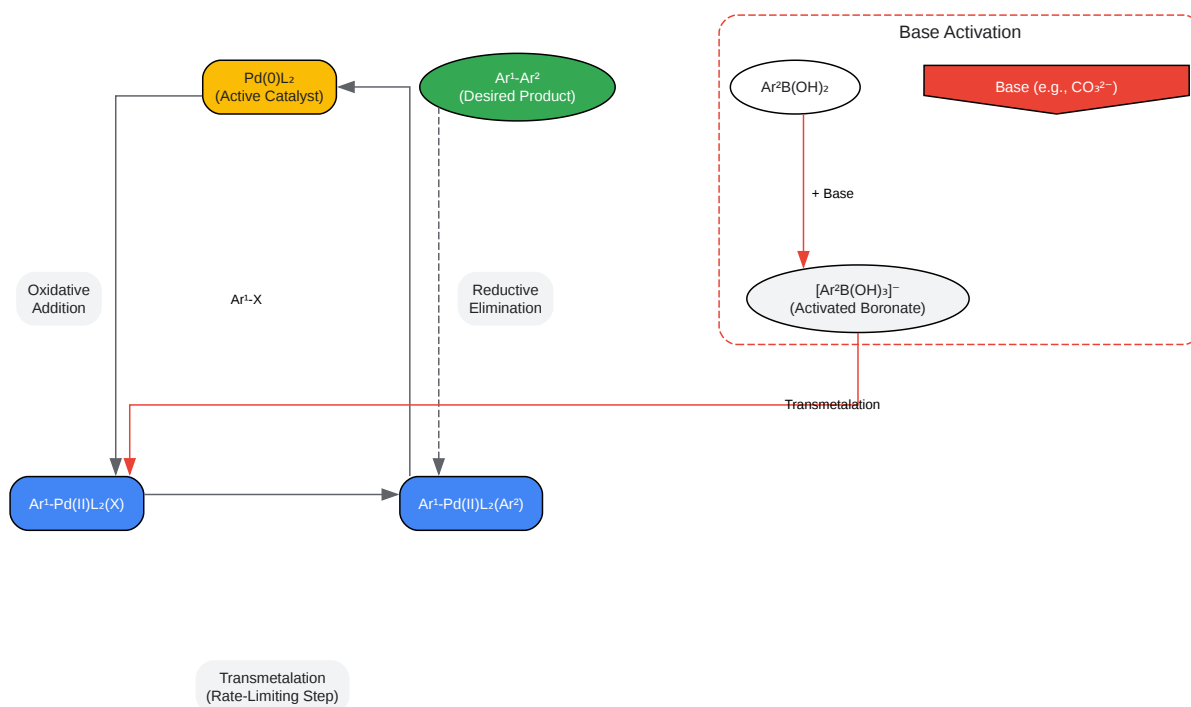 Base Activation
Pd(0)L₂
(Active Catalyst)
Ar¹-Ar²
(Desired Product)
Ar²B(OH)₂
Base (e.g., CO₃²⁻)
+ Base
Oxidative
Addition
Ar¹-X
Reductive
Elimination
[Ar²B(OH)₃]⁻
(Activated Boronate)
Transmetalation
Ar¹-Pd(II)L₂(X)
Ar¹-Pd(II)L₂(Ar²)
Transmetalation
(Rate-Limiting Step)